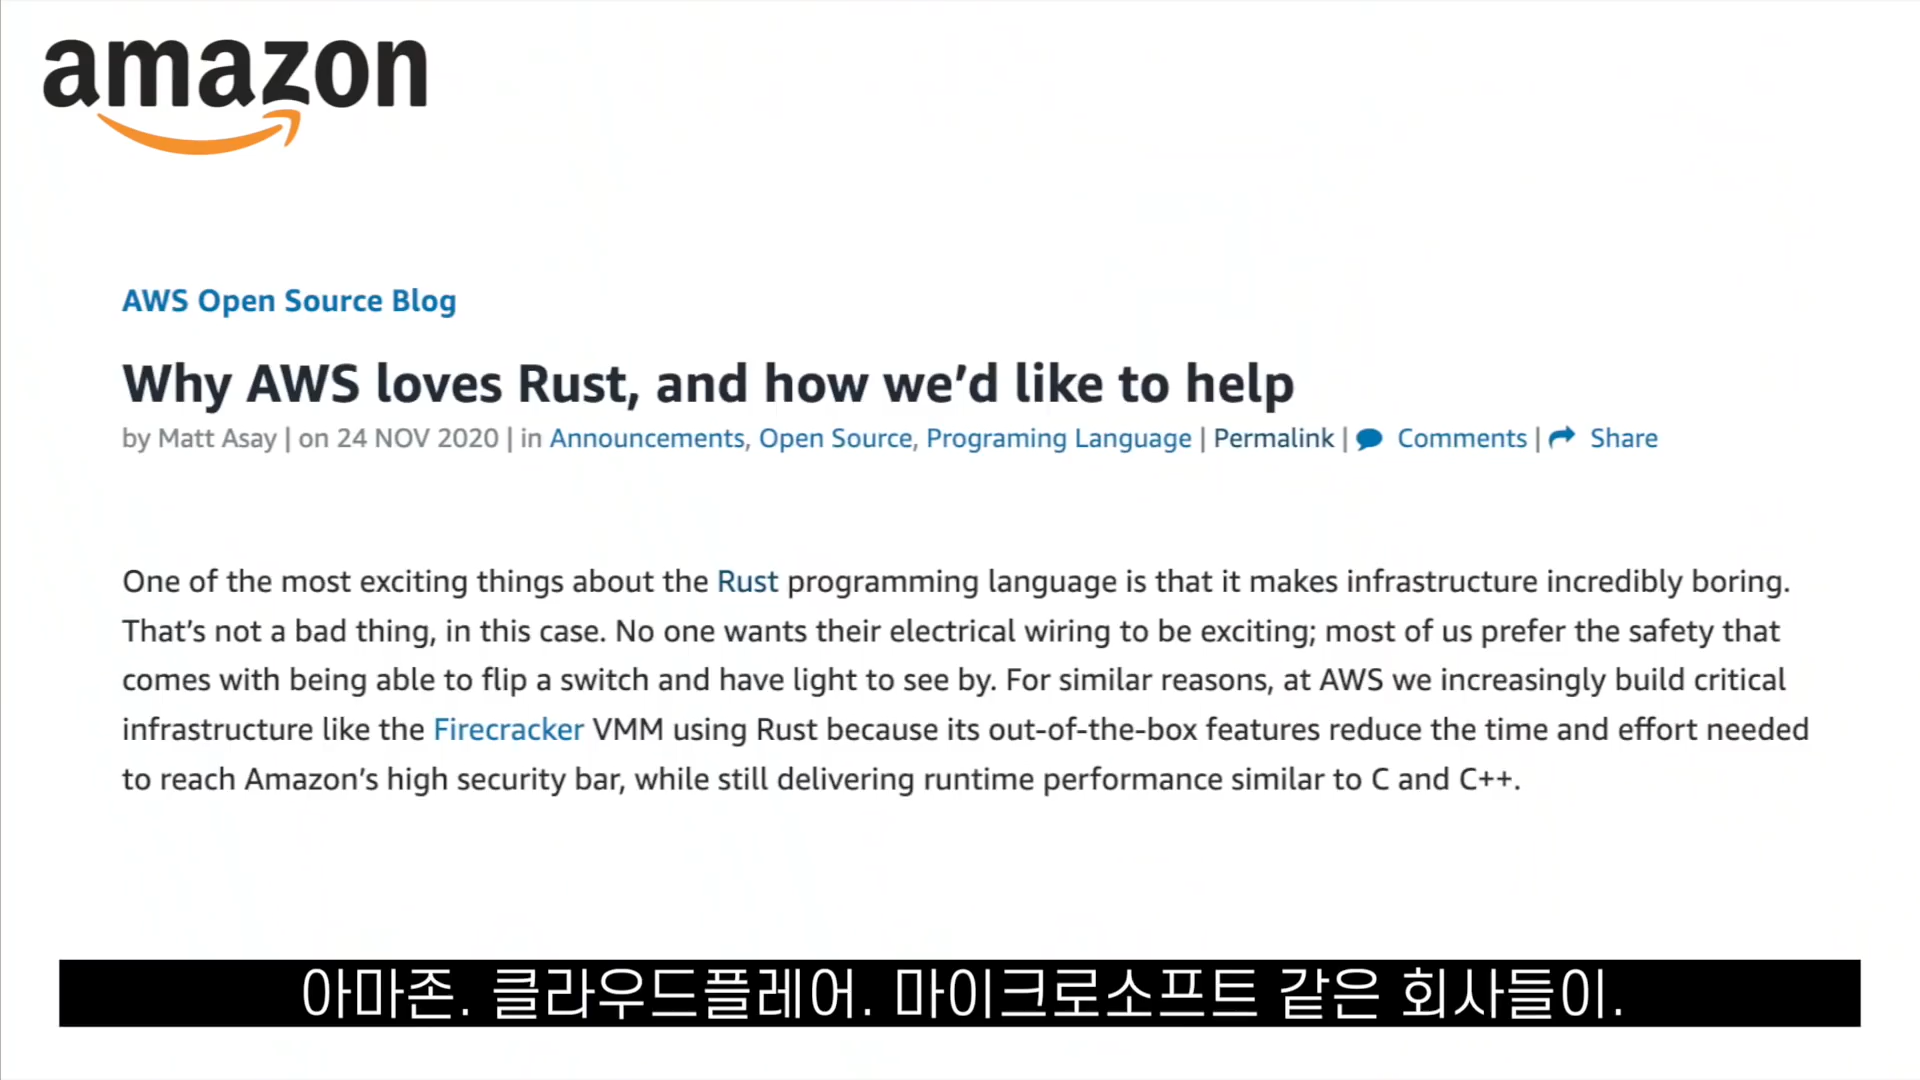 amazon
AWS Open Source Blog
Why AWS loves Rust, and how we’d like to help
by Matt Asay | on 24 NOV 2020 | in Announcements, Open Source, Programing Language | Permalink | Comments | Share
One of the most exciting things about the Rust programming language is that it makes infrastructure incredibly boring.
That’s not a bad thing, in this case. No one wants their electrical wiring to be exciting; most of us prefer the safety that
comes with being able to flip a switch and have light to see by. For similar reasons, at AWS we increasingly build critical
infrastructure like the Firecracker VMM using Rust because its out-of-the-box features reduce the time and effort needed
to reach Amazon’s high security bar, while still delivering runtime performance similar to C and C++.
아마존. 클라우드플레어. 마이크로소프트 같은 회사들이.